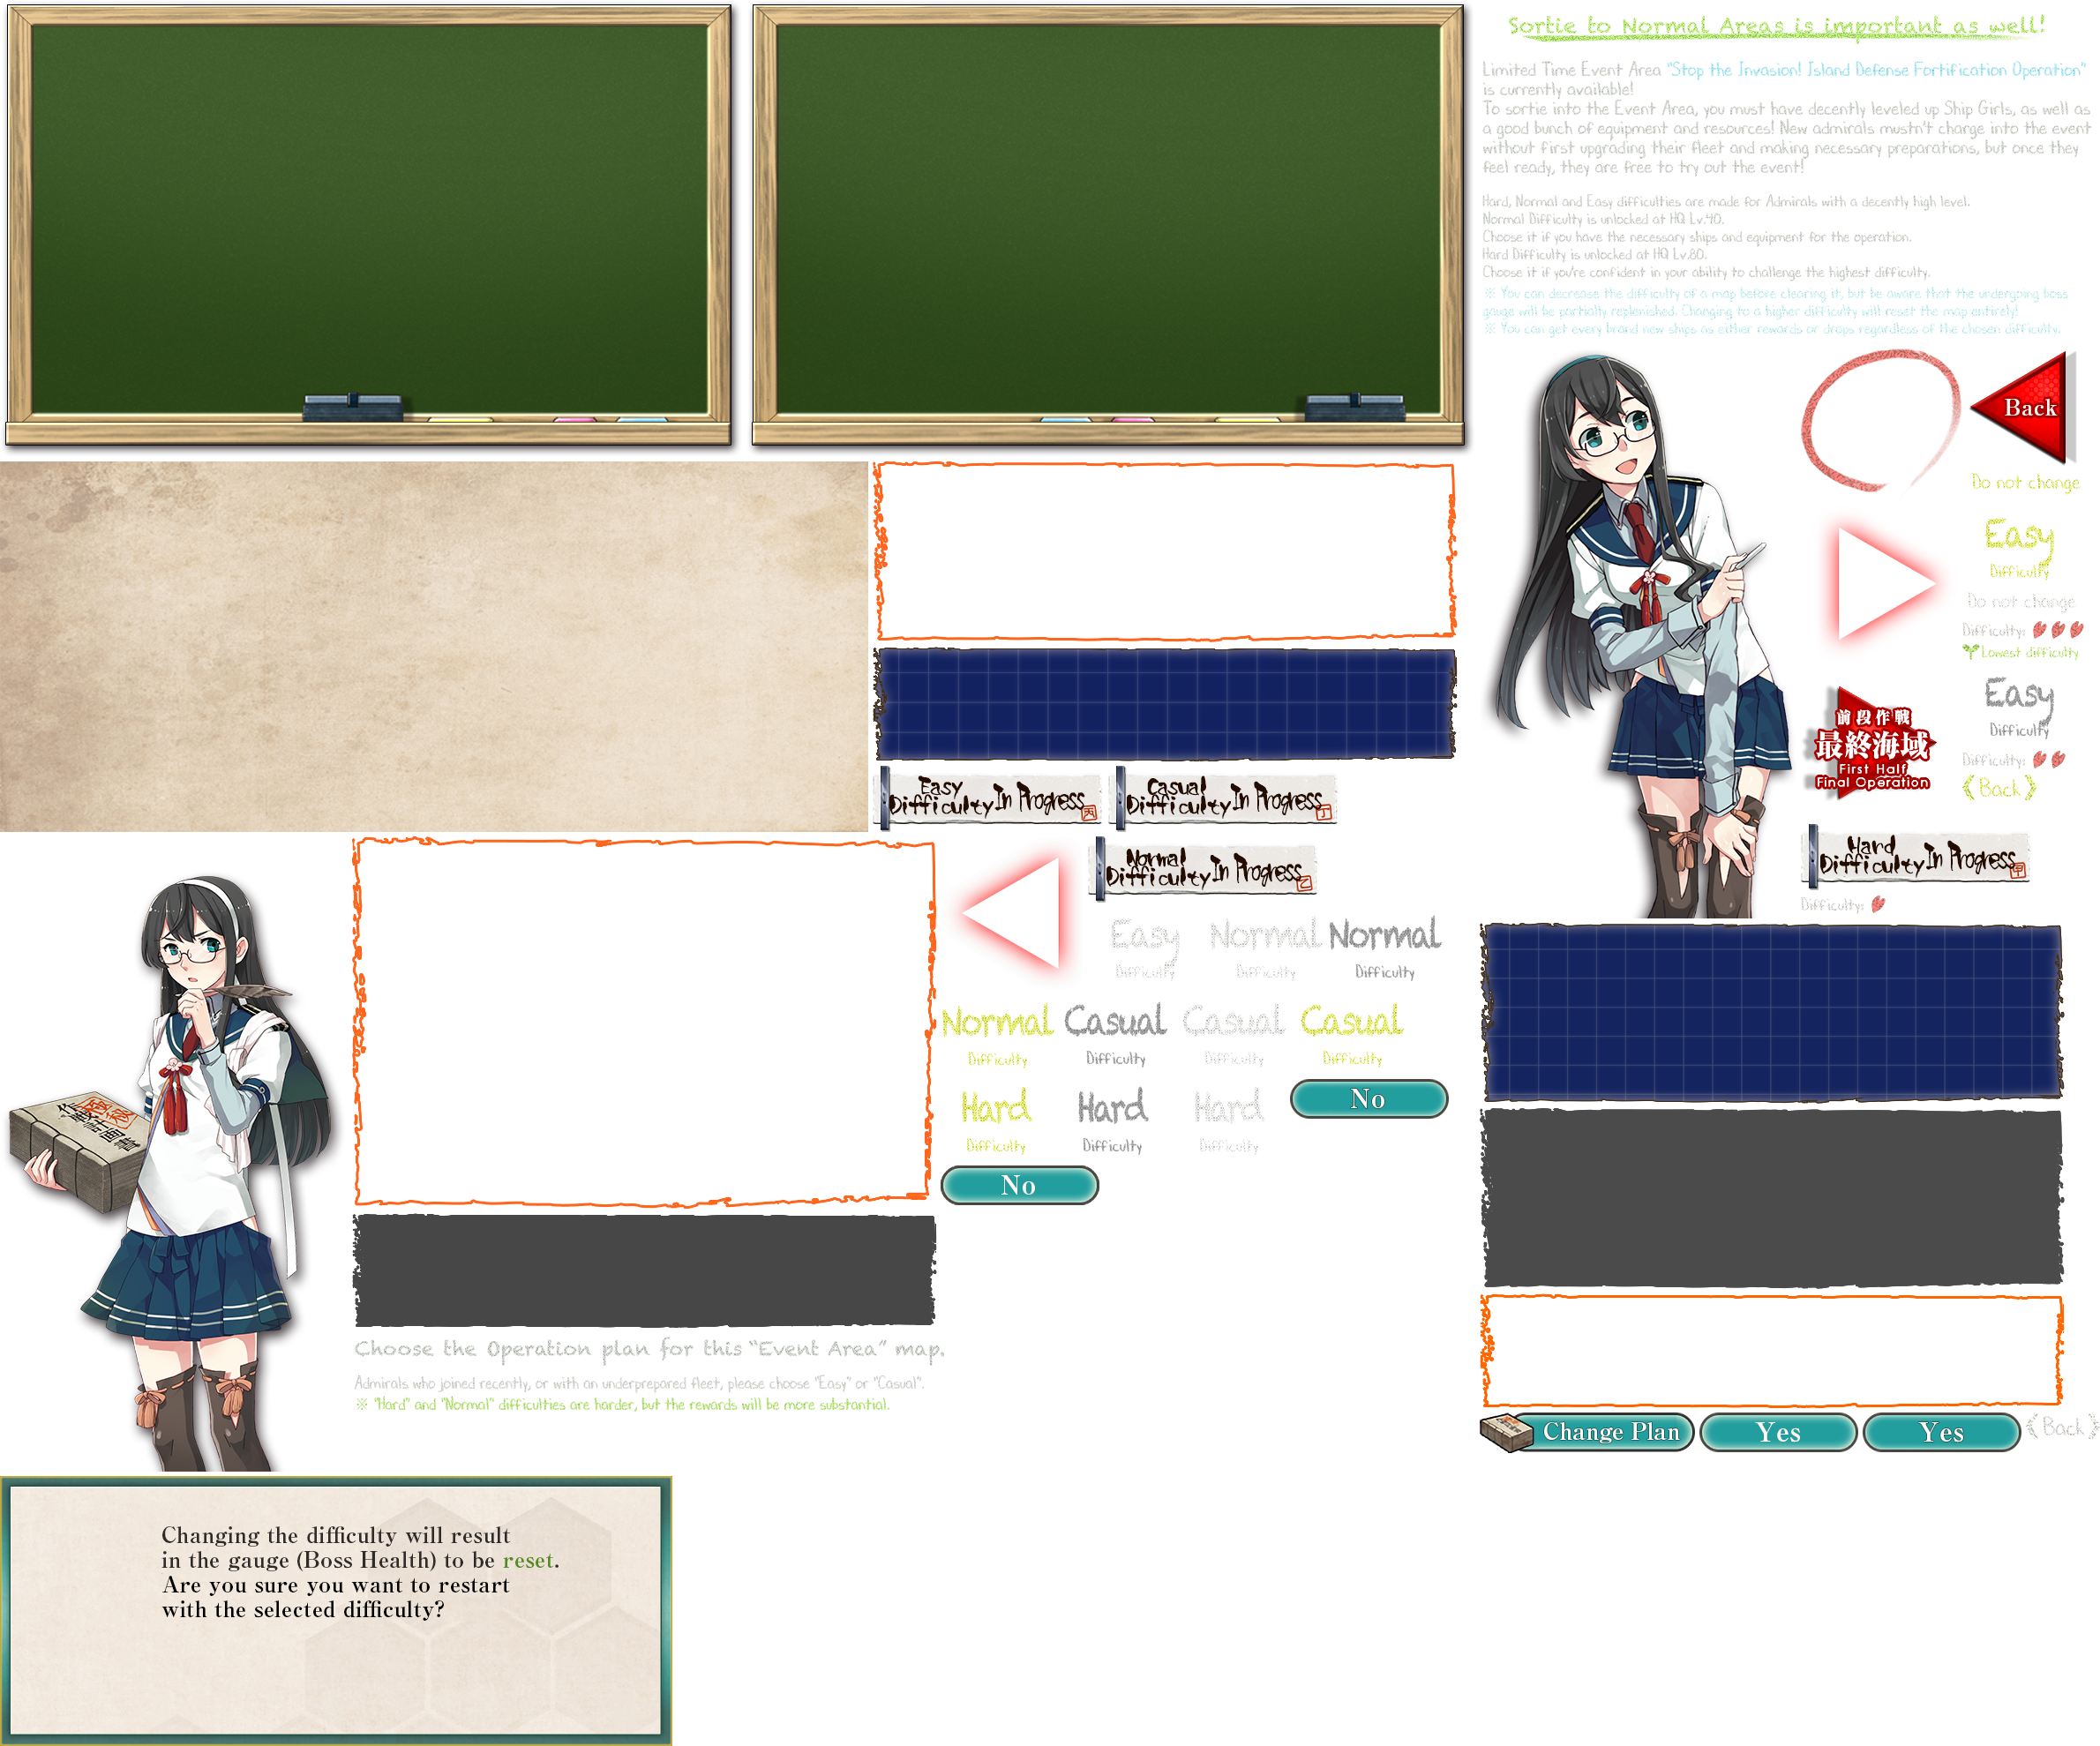 Sortie to Normal Areas is important as well!
Limited Time Event Area "Stop the Invasion! Island Defense Fortification Operation"
is currently available!
To sortie into the Event Area, you must have decently leveled up Ship Girls, as well as
a good bunch of equipment and resources! New admirals mustn't charge into the event
without first upgrading their fleet and making necessary preparations, but once they
feel ready, they are free to try out the event!
Hard, Normal and Easy difficulties are made for Admirals with a decently high level.
Normal Difficulty is unlocked at HQ Lv.40.
Choose it if you have the necessary ships and equipment for the operation.
Hard Difficulty is unlocked at HQ Lv.80.
Choose it if you're confident in your ability to challenge the highest difficulty.
※ You can decrease the difficulty of a map before clearing it, but be aware that the undergoing boss
gauge will be partially replenished. Changing to a higher difficulty will reset the map entirely!
※ You can get every brand new ships as either rewards or drops regardless of the chosen difficulty.
Back
Do not change
Easy
Difficulty
Do not change
Difficulty:
Lowest difficulty
Easy
Difficulty
Difficulty:
《Back》
前段作戦
最終海域
First Half
Final Operation
Easy Difficulty In Progress 丙
Casual Difficulty In Progress 丁
Normal Difficulty In Progress 乙
Hard Difficulty In Progress 甲
Difficulty:
Easy
Difficulty
Normal
Difficulty
Normal
Difficulty
Normal
Difficulty
Casual
Difficulty
Casual
Difficulty
Casual
Difficulty
Hard
Difficulty
Hard
Difficulty
Hard
Difficulty
No
No
Choose the Operation plan for this "Event Area" map.
Admirals who joined recently, or with an underprepared fleet, please choose "Easy" or "Casual".
※ "Hard" and "Normal" difficulties are harder, but the rewards will be more substantial.
Change Plan
Yes
Yes
《Back》
Changing the difficulty will result
in the gauge (Boss Health) to be reset.
Are you sure you want to restart
with the selected difficulty?